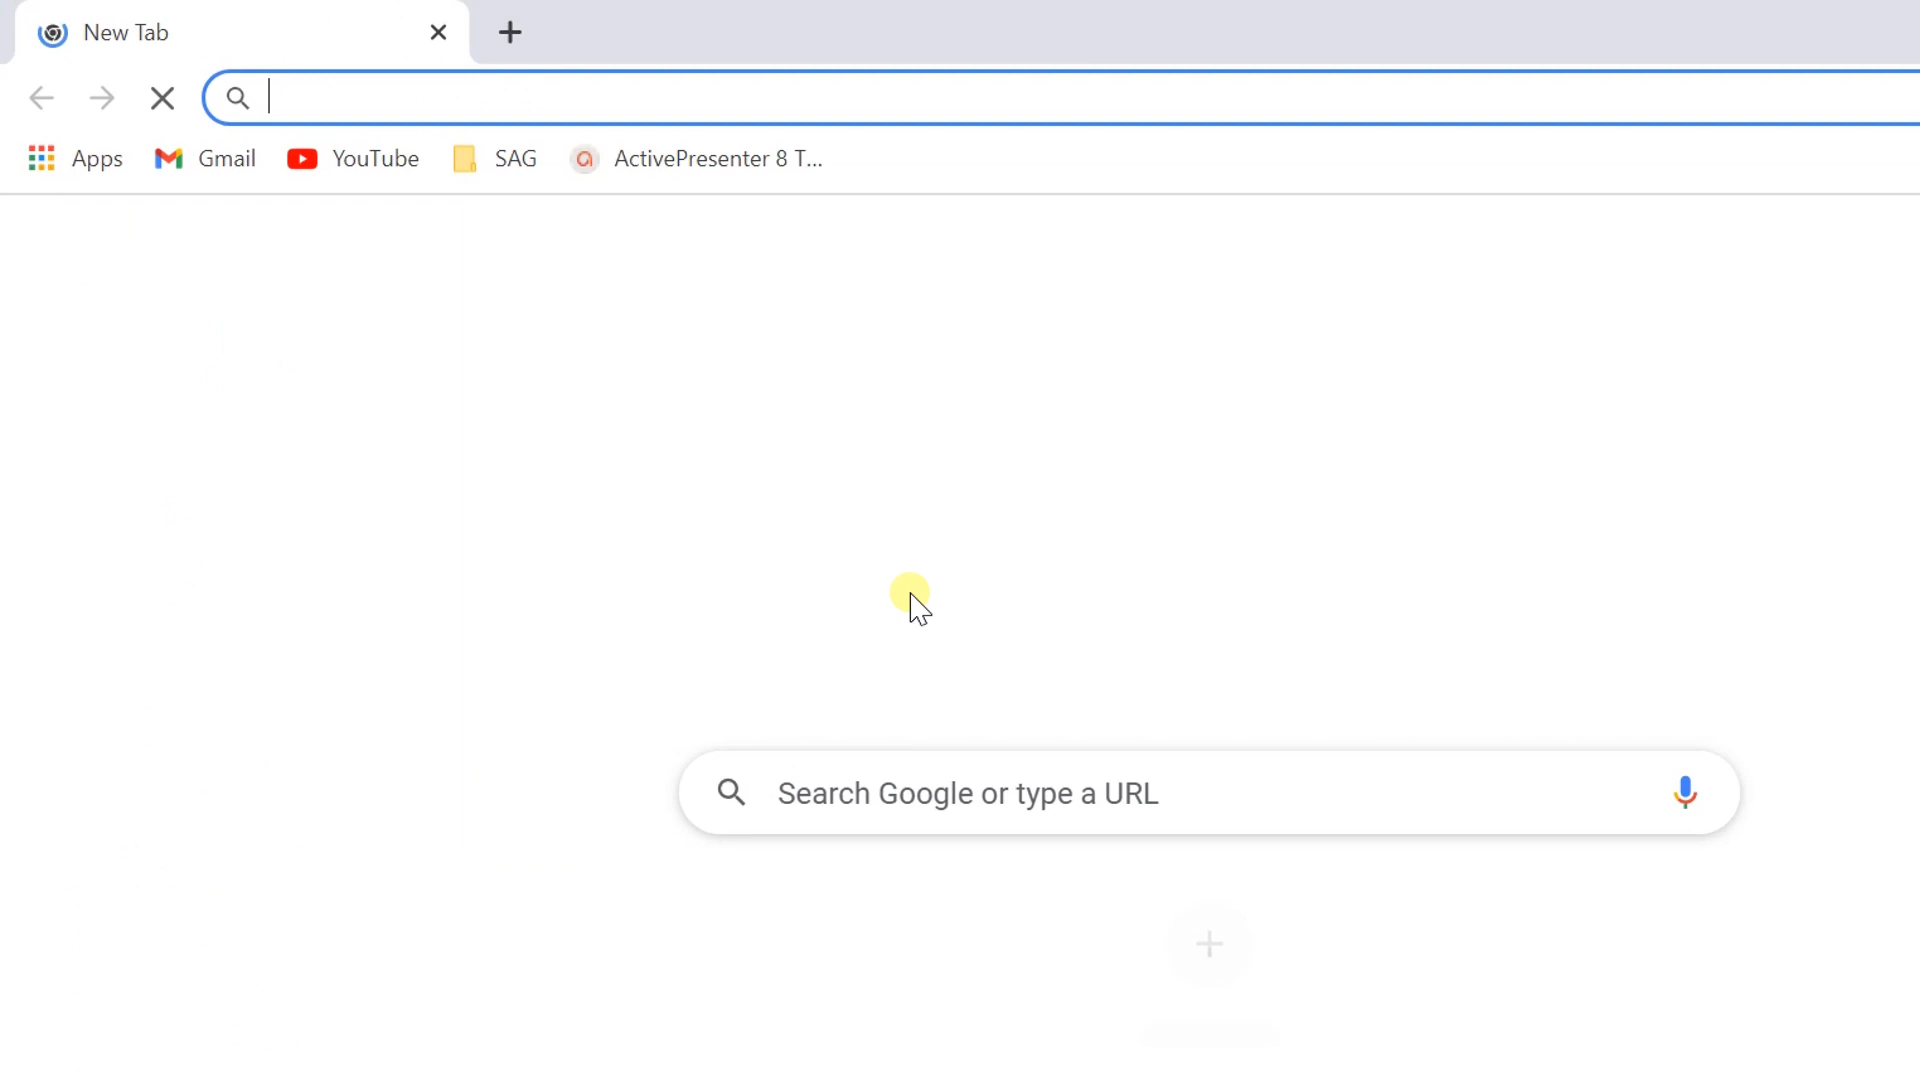 New Tab
Apps Gmail YouTube SAG ActivePresenter 8 T...
Search Google or type a URL